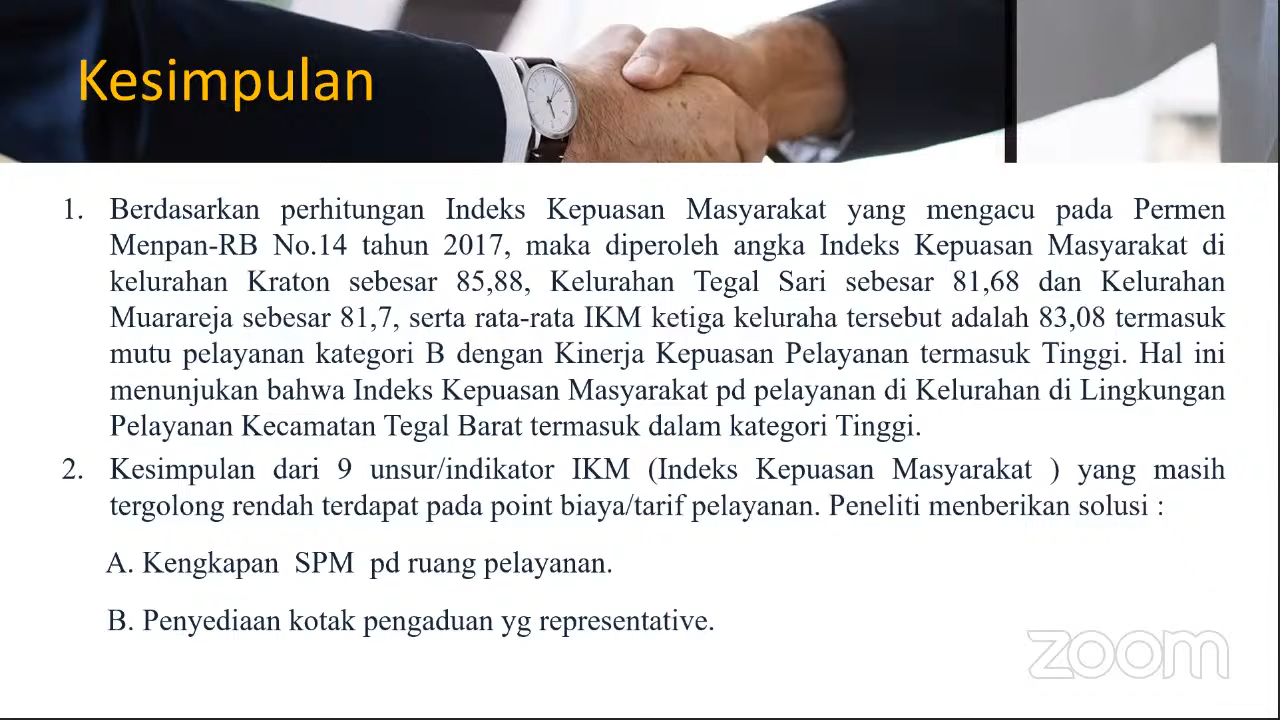 Kesimpulan
1. Berdasarkan perhitungan Indeks Kepuasan Masyarakat yang mengacu pada Permen
Menpan-RB No.14 tahun 2017, maka diperoleh angka Indeks Kepuasan Masyarakat di
kelurahan Kraton sebesar 85,88, Kelurahan Tegal Sari sebesar 81,68 dan Kelurahan
Muarareja sebesar 81,7, serta rata-rata IKM ketiga keluraha tersebut adalah 83,08 termasuk
mutu pelayanan kategori B dengan Kinerja Kepuasan Pelayanan termasuk Tinggi. Hal ini
menunjukan bahwa Indeks Kepuasan Masyarakat pd pelayanan di Kelurahan di Lingkungan
Pelayanan Kecamatan Tegal Barat termasuk dalam kategori Tinggi.
2. Kesimpulan dari 9 unsur/indikator IKM (Indeks Kepuasan Masyarakat ) yang masih
tergolong rendah terdapat pada point biaya/tarif pelayanan. Peneliti menberikan solusi :
A. Kengkapan SPM pd ruang pelayanan.
B. Penyediaan kotak pengaduan yg representative.
zoom